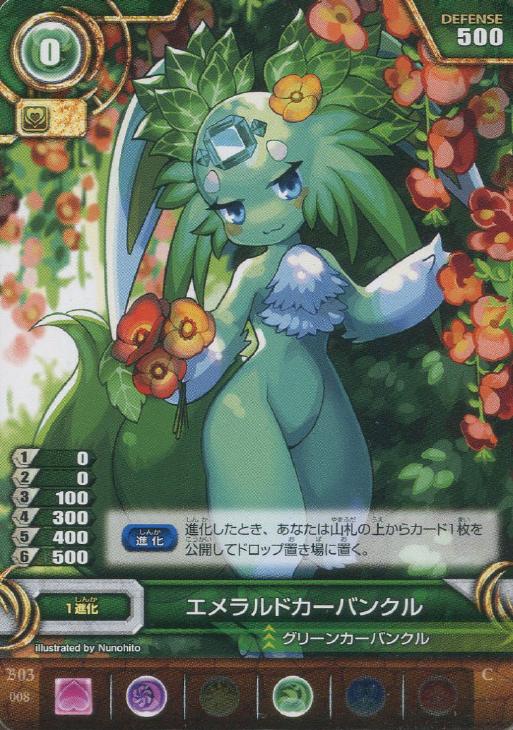 0
DEFENSE
500
1 0
2 0
3 100
4 300
5 400
6 500
進化 進化したとき、あなたは山札の上からカード1枚を
公開してドロップ置き場に置く。
1進化
エメラルドカーバンクル
グリーンカーバンクル
illustrated by Nunohito
B03
008
C